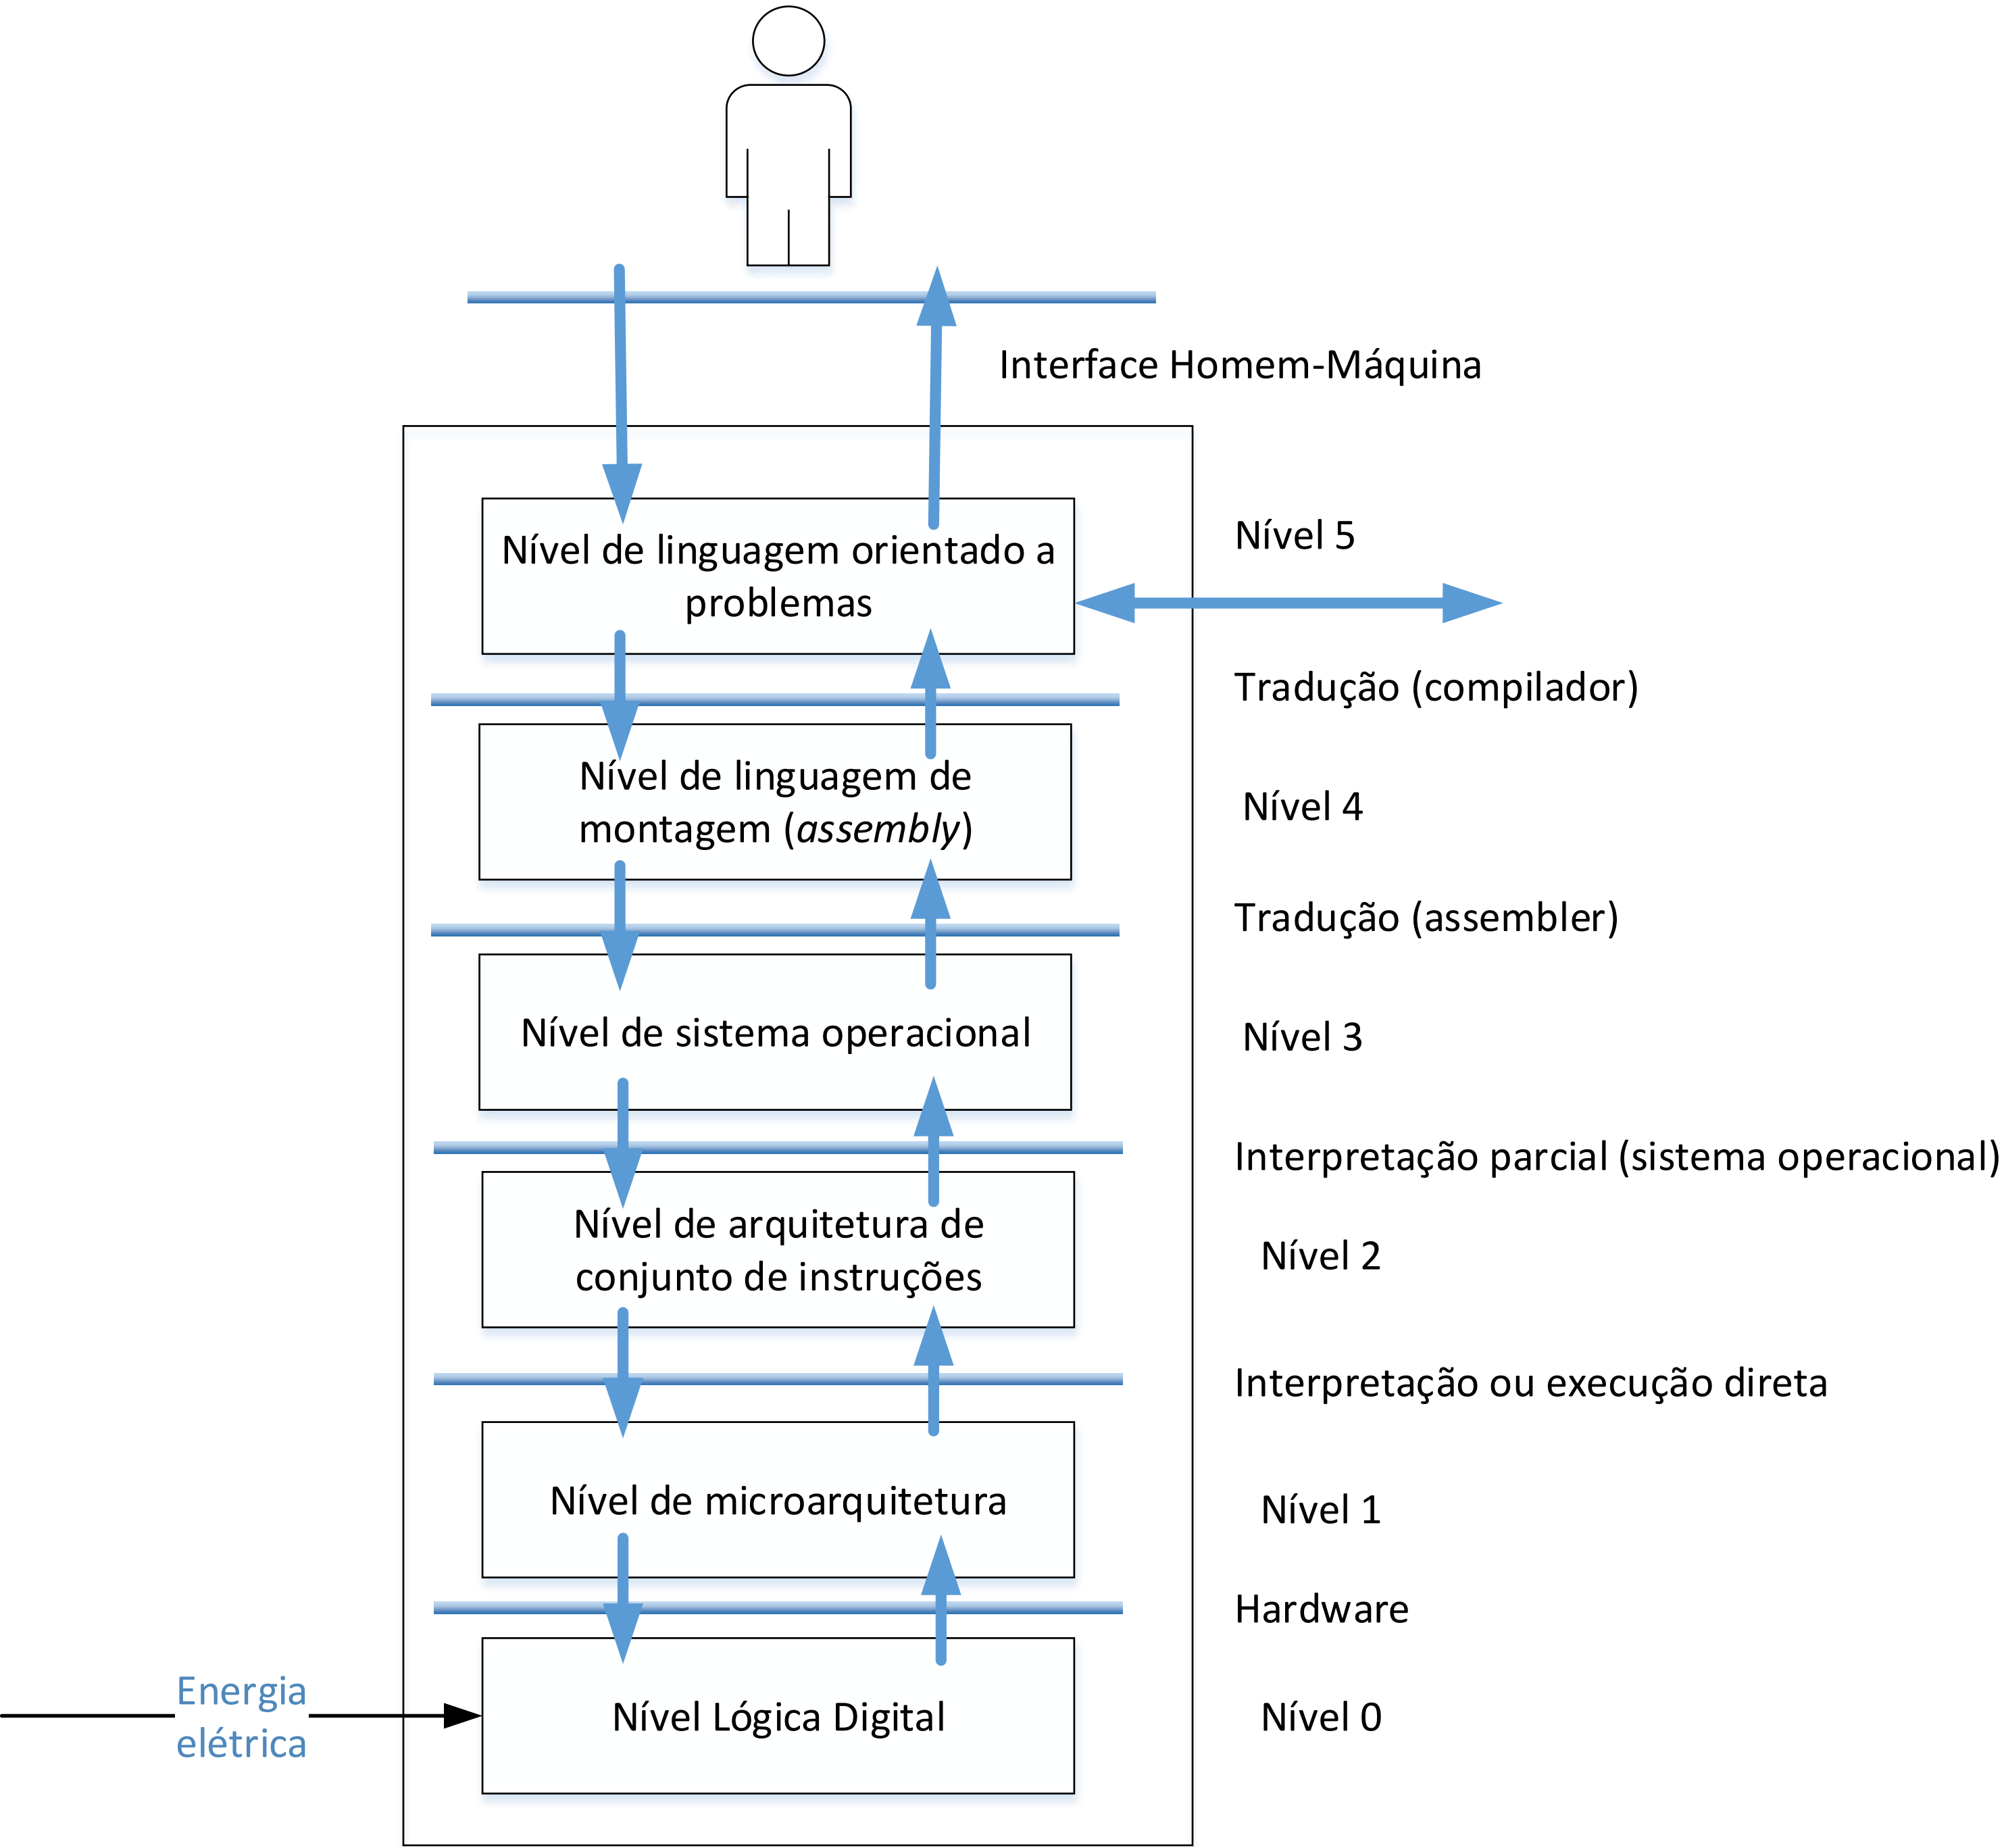 Interface Homem-Máquina
Nível de linguagem orientado a
problemas
Nível 5
Tradução (compilador)
Nível de linguagem de
montagem (assembly)
Nível 4
Tradução (assembler)
Nível de sistema operacional
Nível 3
Interpretação parcial (sistema operacional)
Nível de arquitetura de
conjunto de instruções
Nível 2
Interpretação ou execução direta
Nível de microarquitetura
Nível 1
Hardware
Energia
elétrica
Nível Lógica Digital
Nível 0